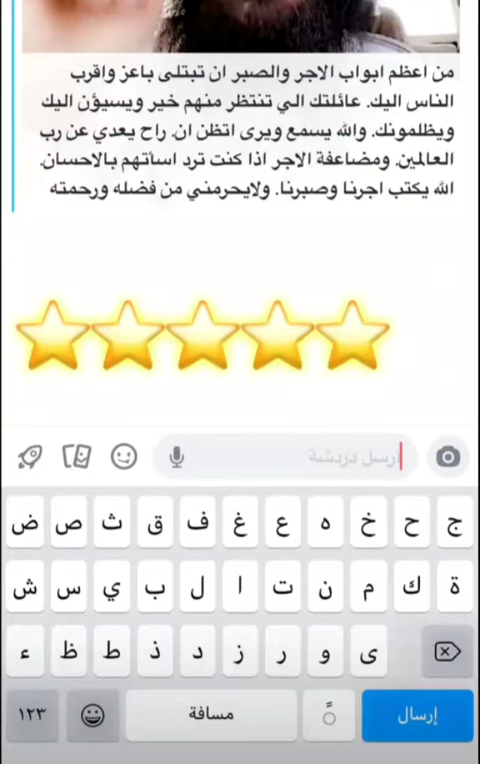 من اعظم ابواب الاجر والصبر ان تبتلى باعز واقرب
الناس اليك. عائلتك الي تنتظر منهم خير ويسيؤن اليك
ويظلمونك. والله يسمع ويرى اتظن ان. راح يعدي عن رب
العالمين. ومضاعفة الاجر اذا كنت ترد اسأتهم بالاحسان.
الله يكتب اجرنا وصبرنا. ولايحرمني من فضله ورحمته
أرسل دردشة
ج ح خ ه ع غ ف ق ث ص ض
ة ك م ن ت ا ل ب ي س ش
ى و ر ز د ذ ط ظ ء
إرسال مسافة ١٢٣